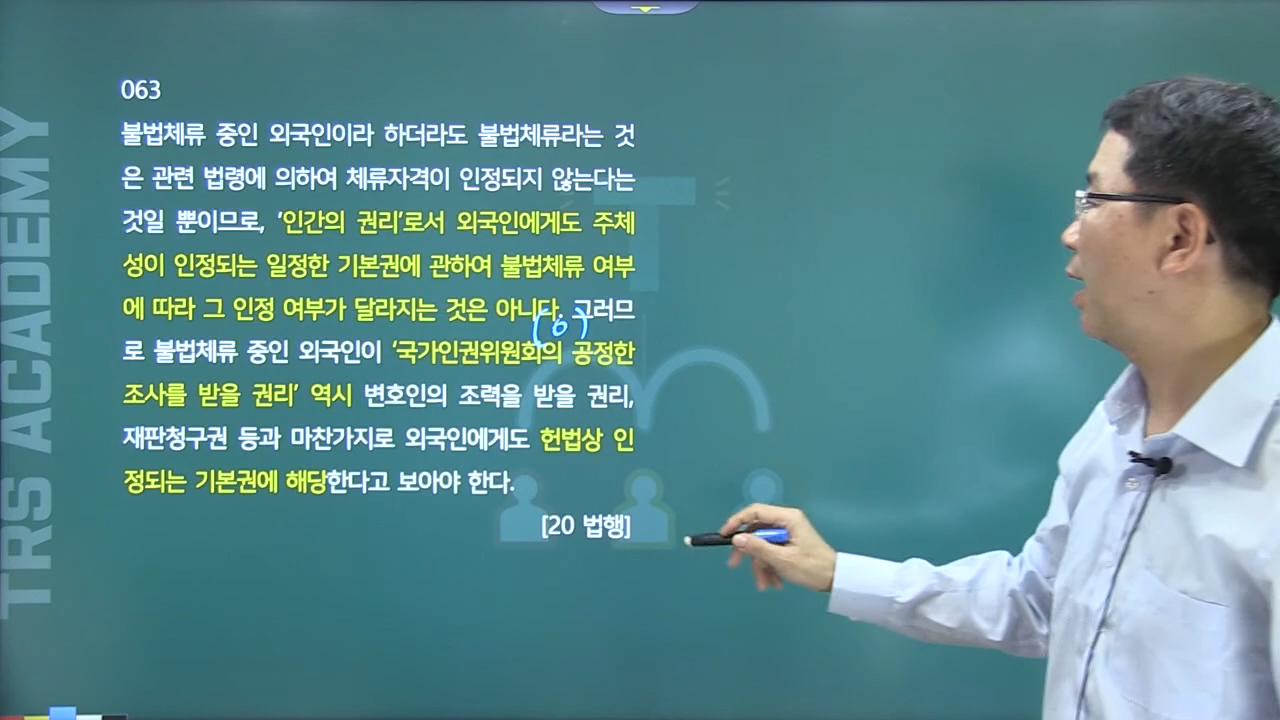 063
불법체류 중인 외국인이라 하더라도 불법체류라는 것
은 관련 법령에 의하여 체류자격이 인정되지 않는다는
것일 뿐이므로, '인간의 권리'로서 외국인에게도 주체
성이 인정되는 일정한 기본권에 관하여 불법체류 여부
에 따라 그 인정 여부가 달라지는 것은 아니다. 그러므
(o)
로 불법체류 중인 외국인이 '국가인권위원회의 공정한
조사를 받을 권리' 역시 변호인의 조력을 받을 권리,
재판청구권 등과 마찬가지로 외국인에게도 헌법상 인
정되는 기본권에 해당한다고 보아야 한다.
[20 법행]
TRS ACADEMY